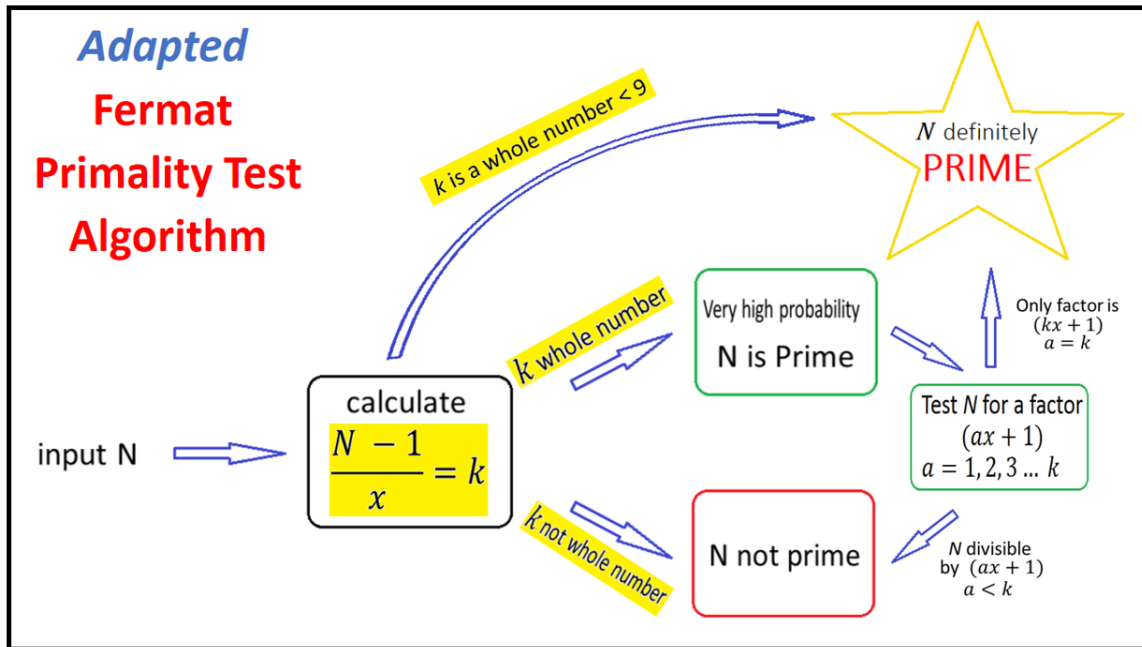 Adapted
Fermat
Primality Test
Algorithm
k is a whole number < 9
N definitely
PRIME
k whole number
Very high probability
N is Prime
Only factor is
(kx + 1)
a = k
input N
calculate
N − 1
/ x = k
Test N for a factor
(ax + 1)
a = 1, 2, 3 … k
k not whole number
N not prime
N divisible
by (ax + 1)
a < k